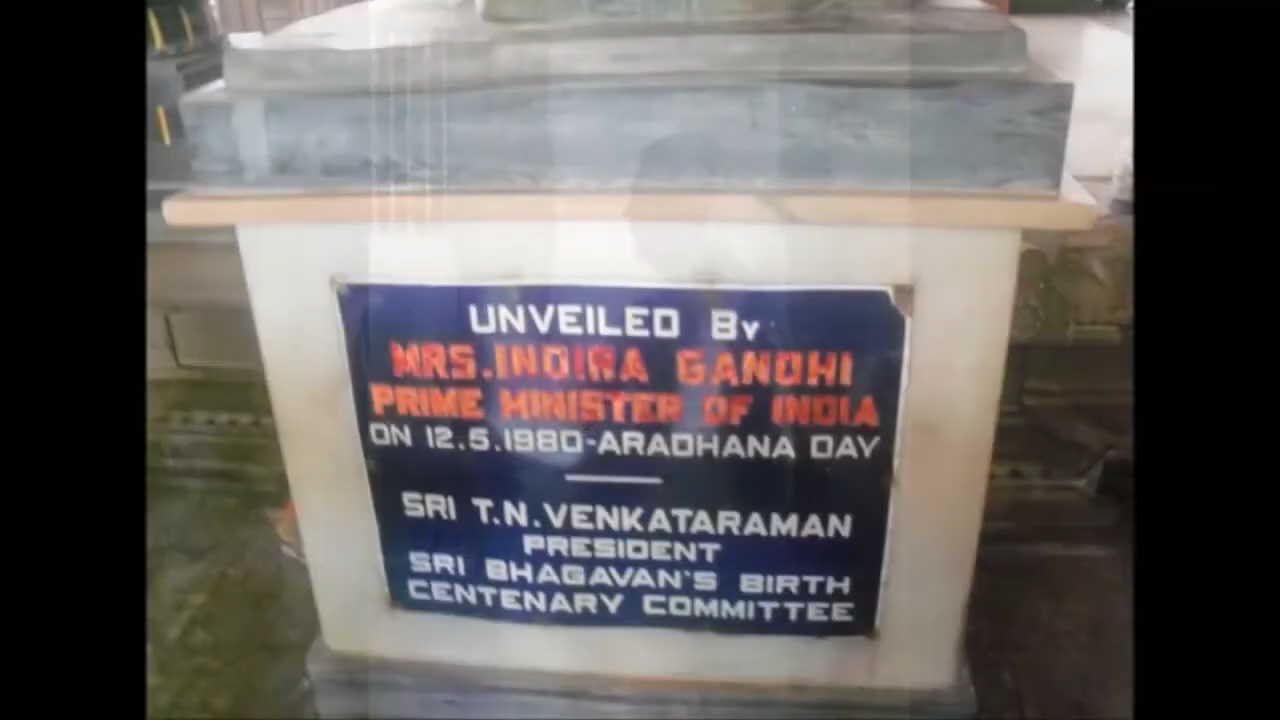 UNVEILED By
MRS.INDIRA GANDHI
PRIME MINISTER OF INDIA
ON 12.5.1980-ARADHANA DAY
SRI T.N.VENKATARAMAN
PRESIDENT
SRI BHAGAVAN'S BIRTH
CENTENARY COMMITTEE